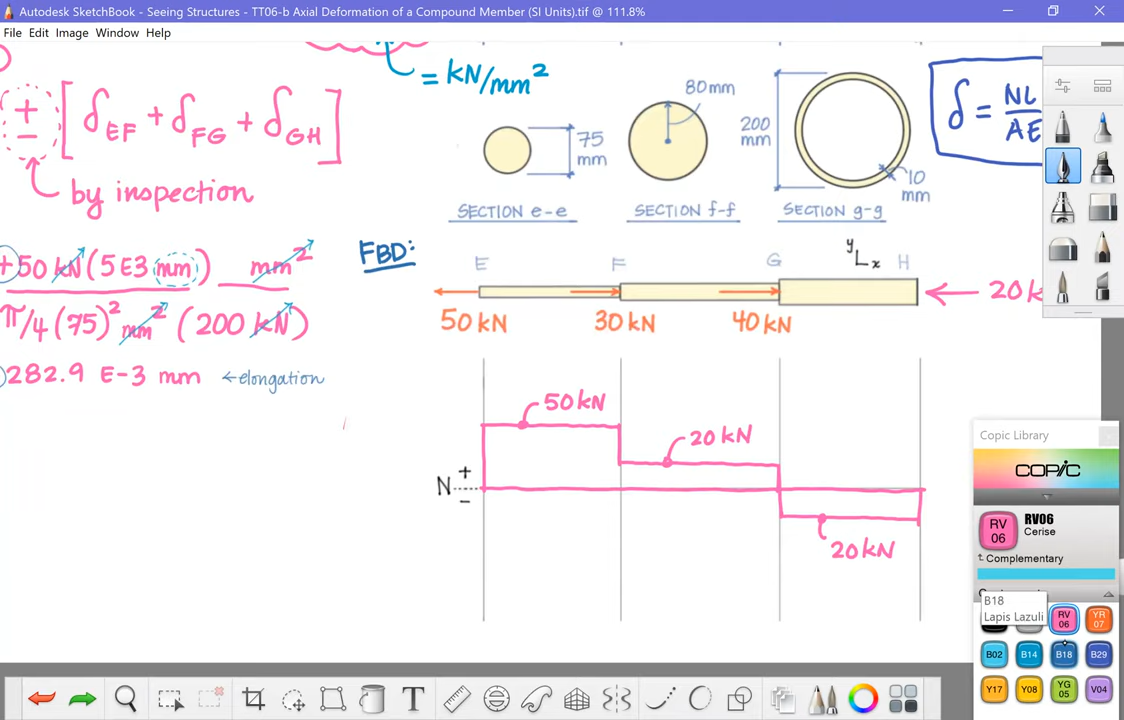 Autodesk SketchBook - Seeing Structures - TT06-b Axial Deformation of a Compound Member (SI Units).tif @ 111.8%
File Edit Image Window Help
= kN/mm²
+
− [δEF + δFG + δGH]
by inspection
+50 kN (5 E3 mm) mm²
π/4 (75)² mm² (200 kN)
282.9 E-3 mm ← elongation
75 mm
80mm
200 mm
10 mm
SECTION e-e
SECTION f-f
SECTION g-g
δ = NL
AE
FBD:
E F G H
y
x
50 kN 30 kN 40 kN
20 k
50 kN
20 kN
N + −
20 kN
Copic Library
COPIC
RV 06
RV06
Cerise
Complementary
B18
Lapis Lazuli
RV 06
YR 07
B02 B14 B18 B29
Y17 Y08 YG 05 V04
T